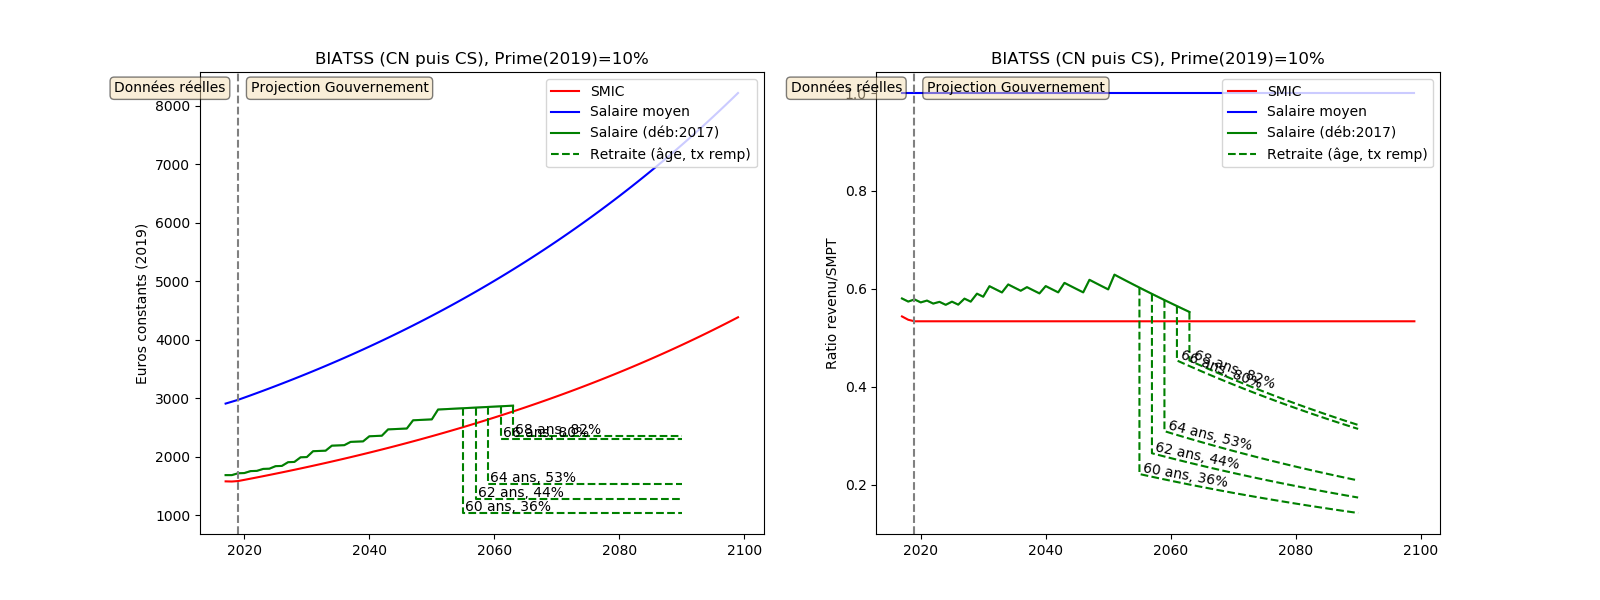 BIATSS (CN puis CS), Prime(2019)=10%
Données réelles
Projection Gouvernement
SMIC
Salaire moyen
Salaire (déb:2017)
Retraite (âge, tx remp)
Euros constants (2019)
8000
7000
6000
5000
4000
3000
2000
1000
68 ans, 82%
66 ans, 80%
64 ans, 53%
62 ans, 44%
60 ans, 36%
2020
2040
2060
2080
2100
BIATSS (CN puis CS), Prime(2019)=10%
Données réelles
Projection Gouvernement
SMIC
Salaire moyen
Salaire (déb:2017)
Retraite (âge, tx remp)
Ratio revenu/SMPT
1.0
0.8
0.6
0.4
0.2
68 ans, 82%
66 ans, 80%
64 ans, 53%
62 ans, 44%
60 ans, 36%
2020
2040
2060
2080
2100